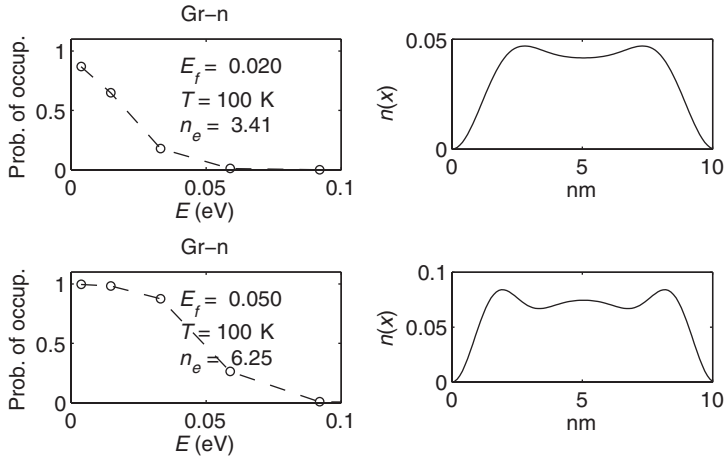 Gr–n
Prob. of occup.
1
0.5
0
E_f = 0.020
T = 100 K
n_e = 3.41
0 0.05 0.1
E (eV)
n(x)
0.05
0
0 5 10
nm
Gr–n
Prob. of occup.
1
0.5
0
E_f = 0.050
T = 100 K
n_e = 6.25
0 0.05 0.1
E (eV)
n(x)
0.1
0.05
0
0 5 10
nm